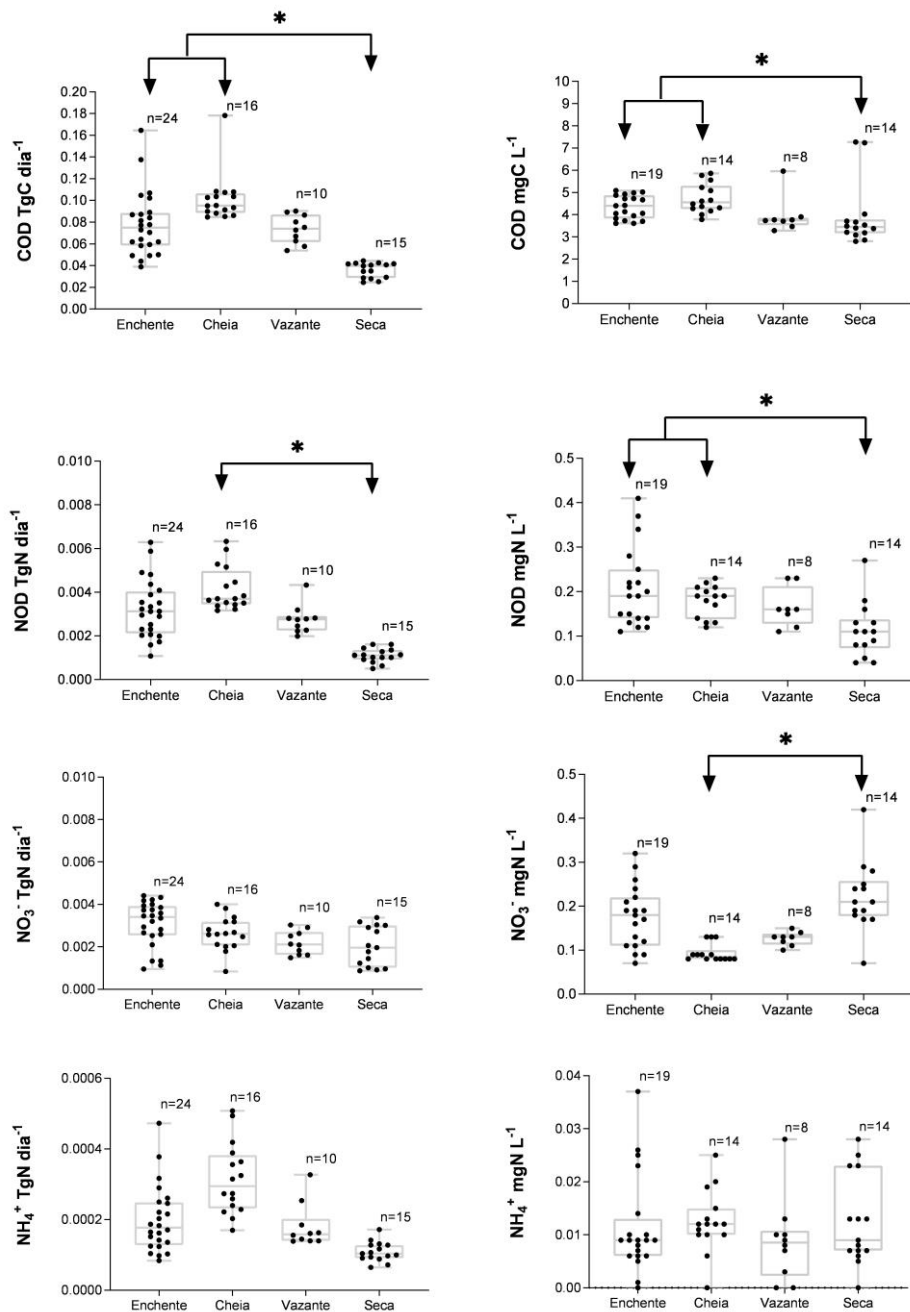 *
COD TgC dia⁻¹
0.20
0.18
0.16
0.14
0.12
0.10
0.08
0.06
0.04
0.02
0.00
n=24
n=16
n=10
n=15
Enchente Cheia Vazante Seca
*
COD mgC L⁻¹
10
9
8
7
6
5
4
3
2
1
0
n=19
n=14
n=8
n=14
Enchente Cheia Vazante Seca
*
NOD TgN dia⁻¹
0.010
0.008
0.006
0.004
0.002
0.000
n=24
n=16
n=10
n=15
Enchente Cheia Vazante Seca
*
NOD mgN L⁻¹
0.5
0.4
0.3
0.2
0.1
0.0
n=19
n=14
n=8
n=14
Enchente Cheia Vazante Seca
NO₃⁻ TgN dia⁻¹
0.010
0.008
0.006
0.004
0.002
0.000
n=24
n=16
n=10
n=15
Enchente Cheia Vazante Seca
*
NO₃⁻ mgN L⁻¹
0.5
0.4
0.3
0.2
0.1
0.0
n=19
n=14
n=8
n=14
Enchente Cheia Vazante Seca
NH₄⁺ TgN dia⁻¹
0.0006
0.0004
0.0002
0.0000
n=24
n=16
n=10
n=15
Enchente Cheia Vazante Seca
NH₄⁺ mgN L⁻¹
0.04
0.03
0.02
0.01
0.00
n=19
n=14
n=8
n=14
Enchente Cheia Vazante Seca